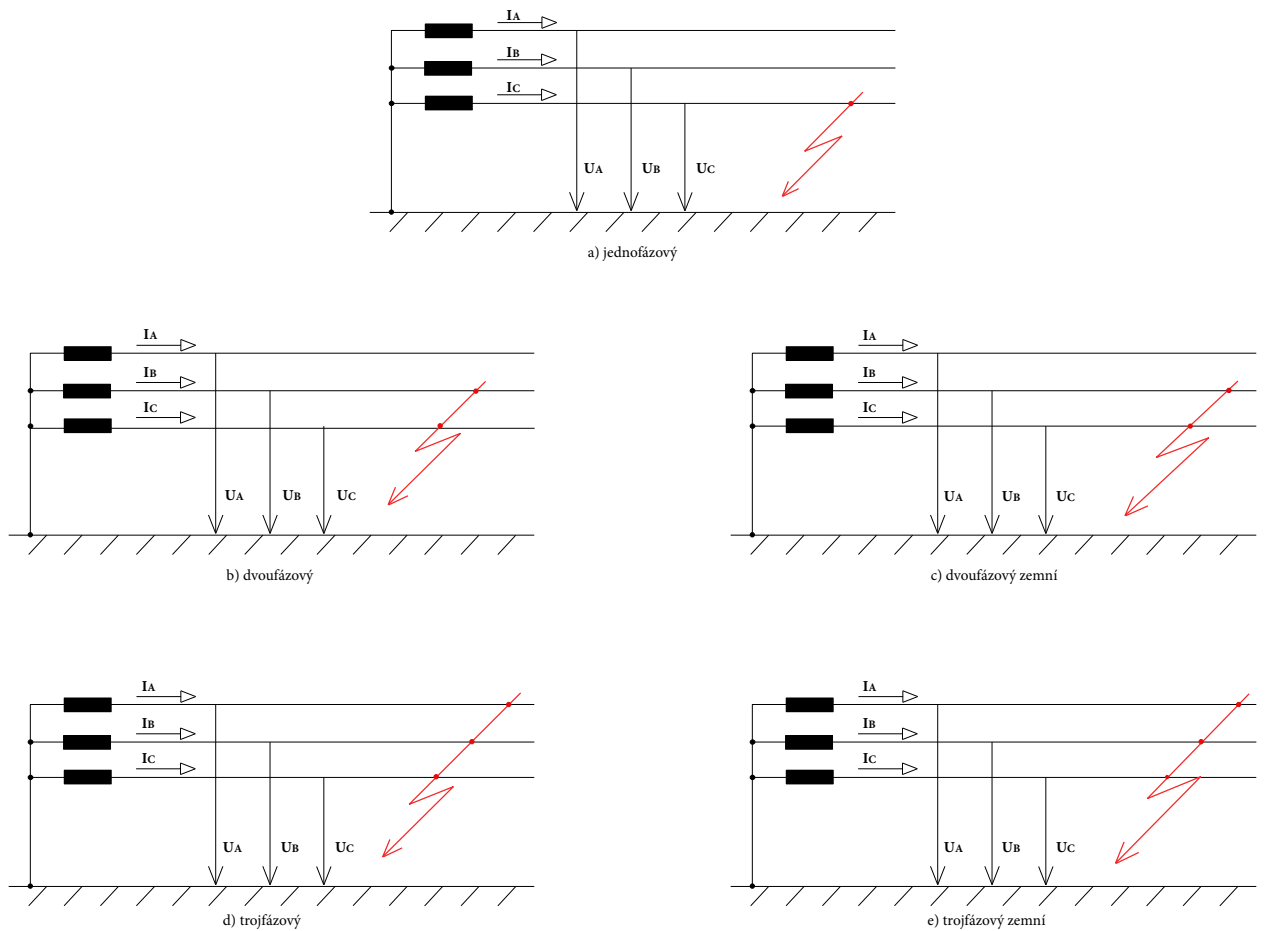 IA
IB
IC
UA UB UC
a) jednofázový
IA
IB
IC
UA UB UC
b) dvoufázový
IA
IB
IC
UA UB UC
c) dvoufázový zemní
IA
IB
IC
UA UB UC
d) trojfázový
IA
IB
IC
UA UB UC
e) trojfázový zemní